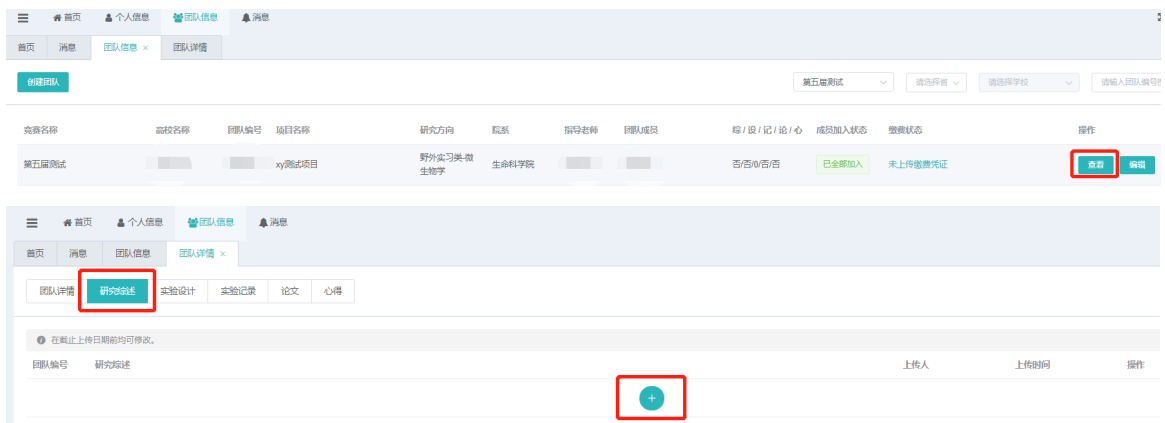 首页 个人信息 团队信息 消息
首页 消息 团队信息 × 团队详情
创建团队 第五届测试 请选择省 请选择学校 请输入团队编号
竞赛名称 高校名称 团队编号 项目名称 研究方向 院系 指导老师 团队成员 综/设/记/论/心 成员加入状态 缴费状态 操作
第五届测试 xy测试项目 野外实习类-微生物学 生命科学院 否/否/0/否/否 已全部加入 未上传缴费凭证 查看 编辑
首页 个人信息 团队信息 消息
首页 消息 团队信息 团队详情 ×
团队详情 研究综述 实验设计 实验记录 论文 心得
在截止上传日期前均可修改。
团队编号 研究综述 上传人 上传时间 操作
+